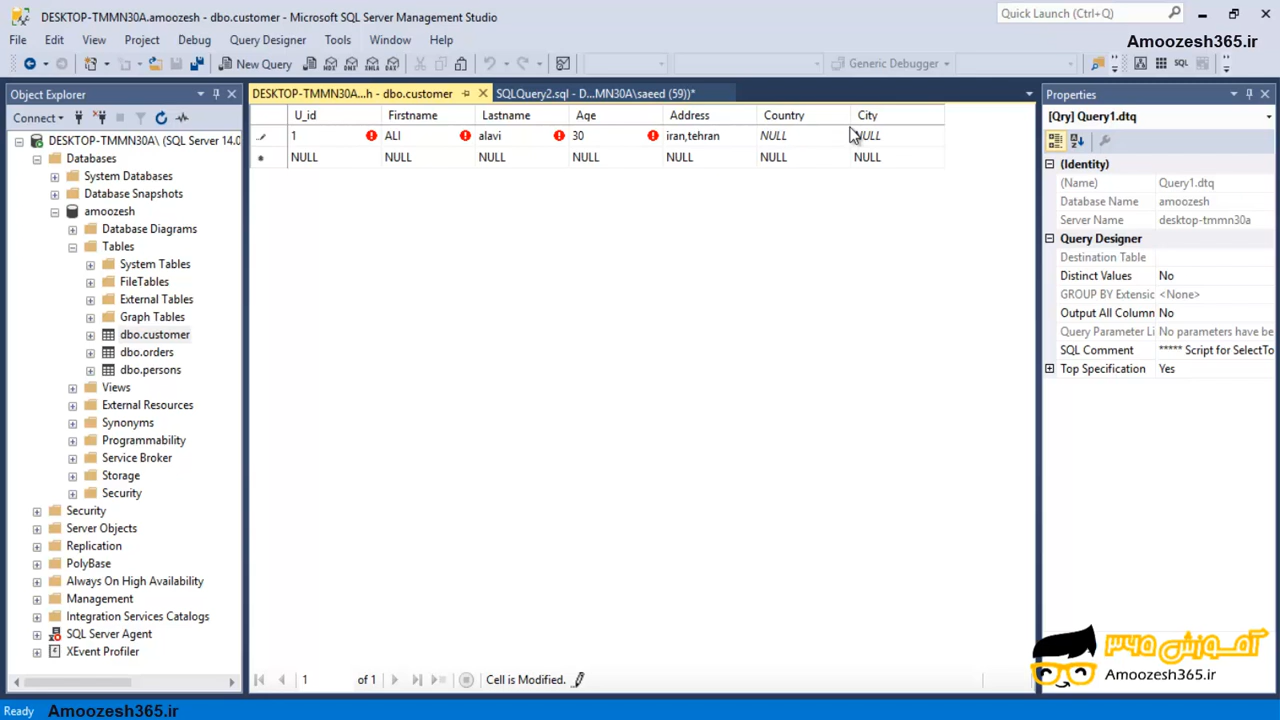 DESKTOP-TMMN30A.amoozesh - dbo.customer - Microsoft SQL Server Management Studio
Quick Launch (Ctrl+Q)
File Edit View Project Debug Query Designer Tools Window Help
Amoozesh365.ir
New Query
MDX DMX XMLA DAX
Generic Debugger
SQL
Object Explorer
DESKTOP-TMMN30A...h - dbo.customer
SQLQuery2.sql - D...MN30A\saeed (59))*
Properties
Connect
DESKTOP-TMMN30A\ (SQL Server 14.0
Databases
System Databases
Database Snapshots
amoozesh
Database Diagrams
Tables
System Tables
FileTables
External Tables
Graph Tables
dbo.customer
dbo.orders
dbo.persons
Views
External Resources
Synonyms
Programmability
Service Broker
Storage
Security
Security
Server Objects
Replication
PolyBase
Always On High Availability
Management
Integration Services Catalogs
SQL Server Agent
XEvent Profiler
U_id Firstname Lastname Age Address Country City
1 ALI alavi 30 iran,tehran NULL NULL
NULL NULL NULL NULL NULL NULL NULL
1 of 1 Cell is Modified.
[Qry] Query1.dtq
(Identity)
(Name) Query1.dtq
Database Name amoozesh
Server Name desktop-tmmn30a
Query Designer
Destination Table
Distinct Values No
GROUP BY Extensic <None>
Output All Column No
Query Parameter Li No parameters have be
SQL Comment ***** Script for SelectTo
Top Specification Yes
آموزش ۳۶۵
Amoozesh365.ir
Ready Amoozesh365.ir